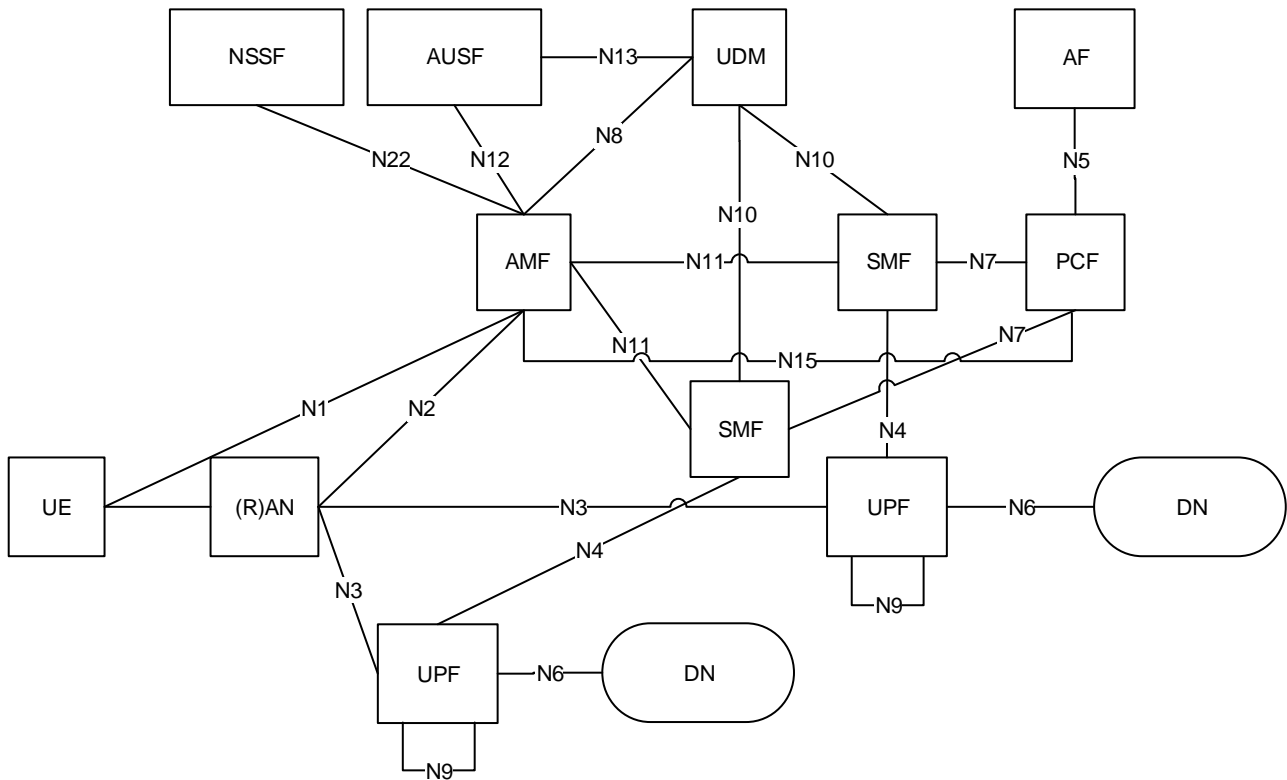 NSSF
AUSF
N13
UDM
AF
N8
N22
N12
N10
N5
N10
AMF
N11
SMF
N7
PCF
N11
N7
N15
N1
N2
SMF
N4
UE
(R)AN
N3
UPF
N6
DN
N4
N3
N9
UPF
N6
DN
N9